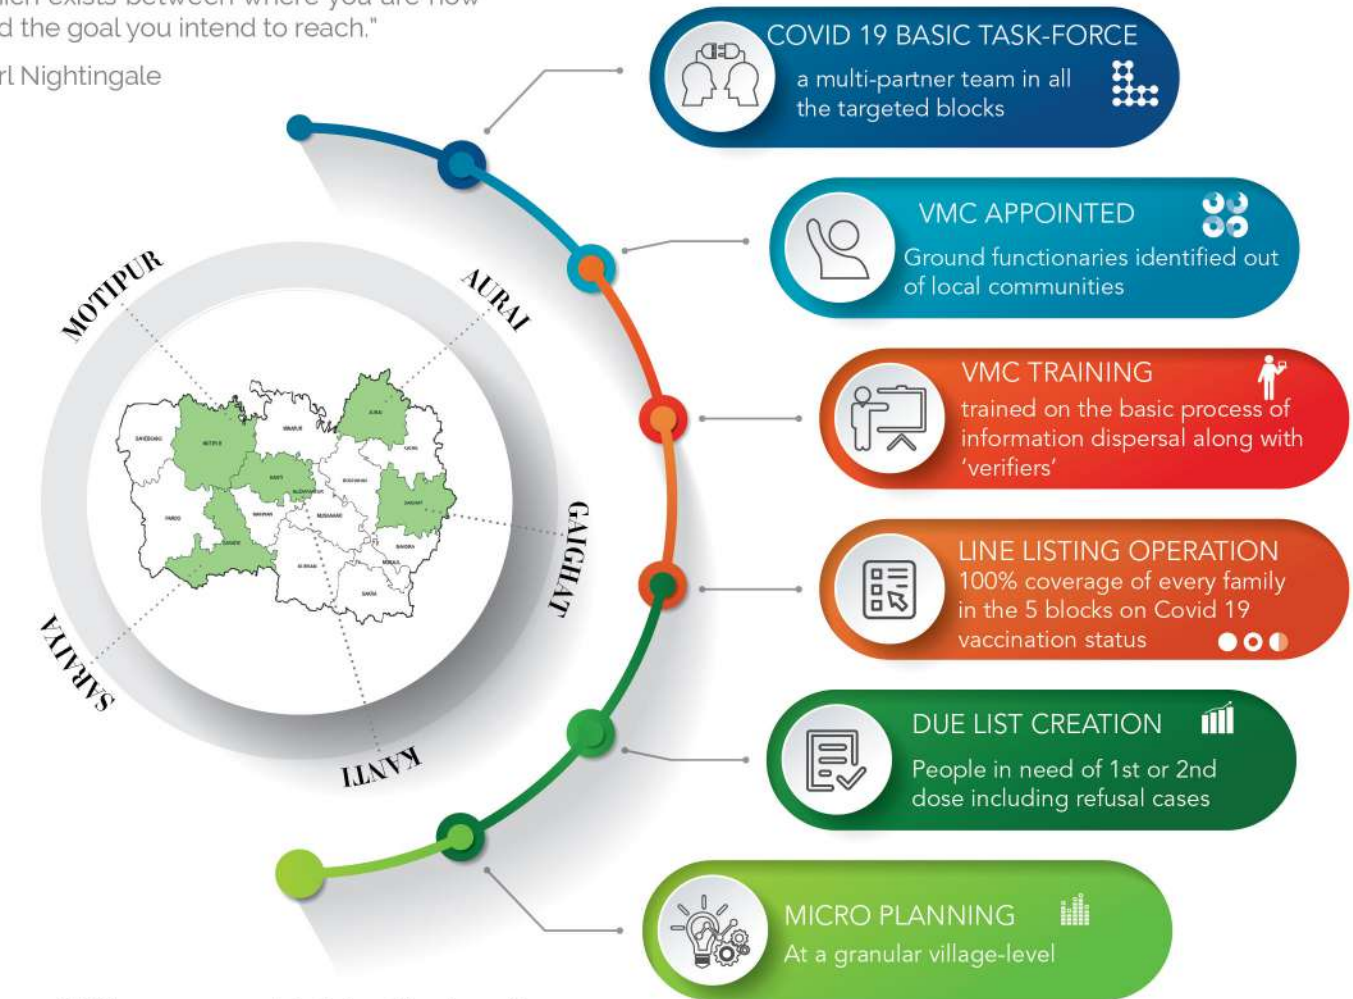 d the goal you intend to reach."
rl Nightingale
COVID 19 BASIC TASK-FORCE
a multi-partner team in all
the targeted blocks
VMC APPOINTED
Ground functionaries identified out
of local communities
VMC TRAINING
trained on the basic process of
information dispersal along with
'verifiers'
LINE LISTING OPERATION
100% coverage of every family
in the 5 blocks on Covid 19
vaccination status
DUE LIST CREATION
People in need of 1st or 2nd
dose including refusal cases
MICRO PLANNING
At a granular village-level
MOTIPUR
AURAI
GAIGHAT
KANTI
SARAIYA
AURAI
MOTIPUR
KANTI
GAIGHAT